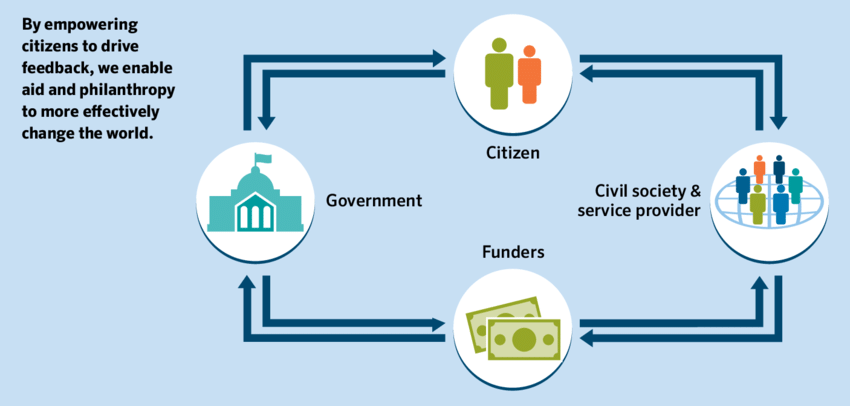 By empowering
citizens to drive
feedback, we enable
aid and philanthropy
to more effectively
change the world.
Citizen
Government
Civil society &
service provider
Funders